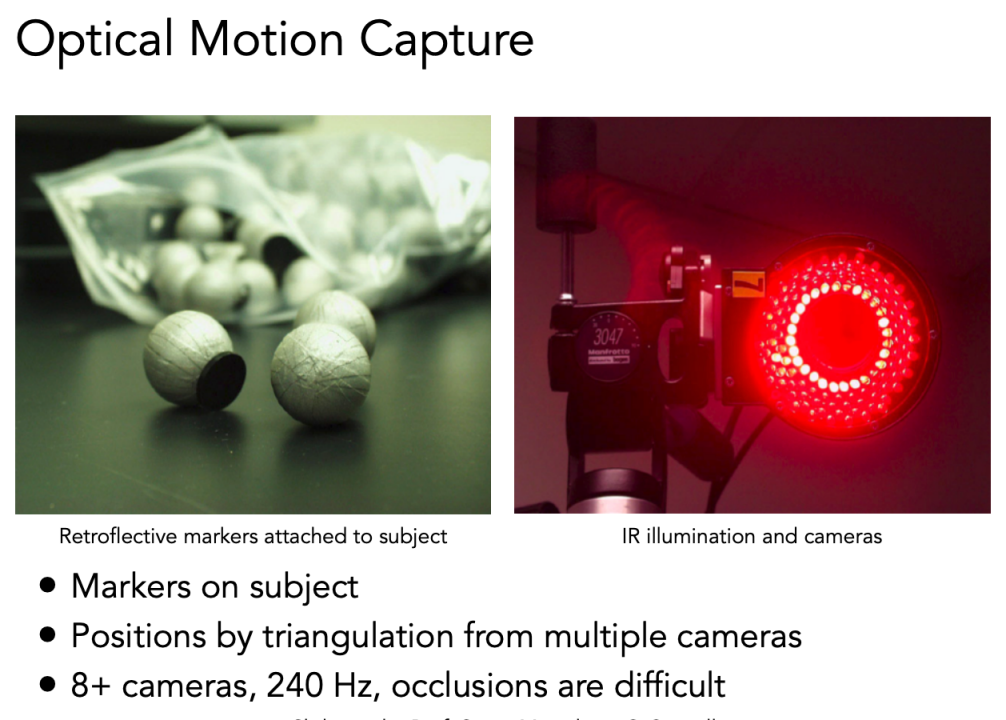 Optical Motion Capture
7
3047
Manfrotto
Retroflective markers attached to subject
IR illumination and cameras
● Markers on subject
● Positions by triangulation from multiple cameras
● 8+ cameras, 240 Hz, occlusions are difficult